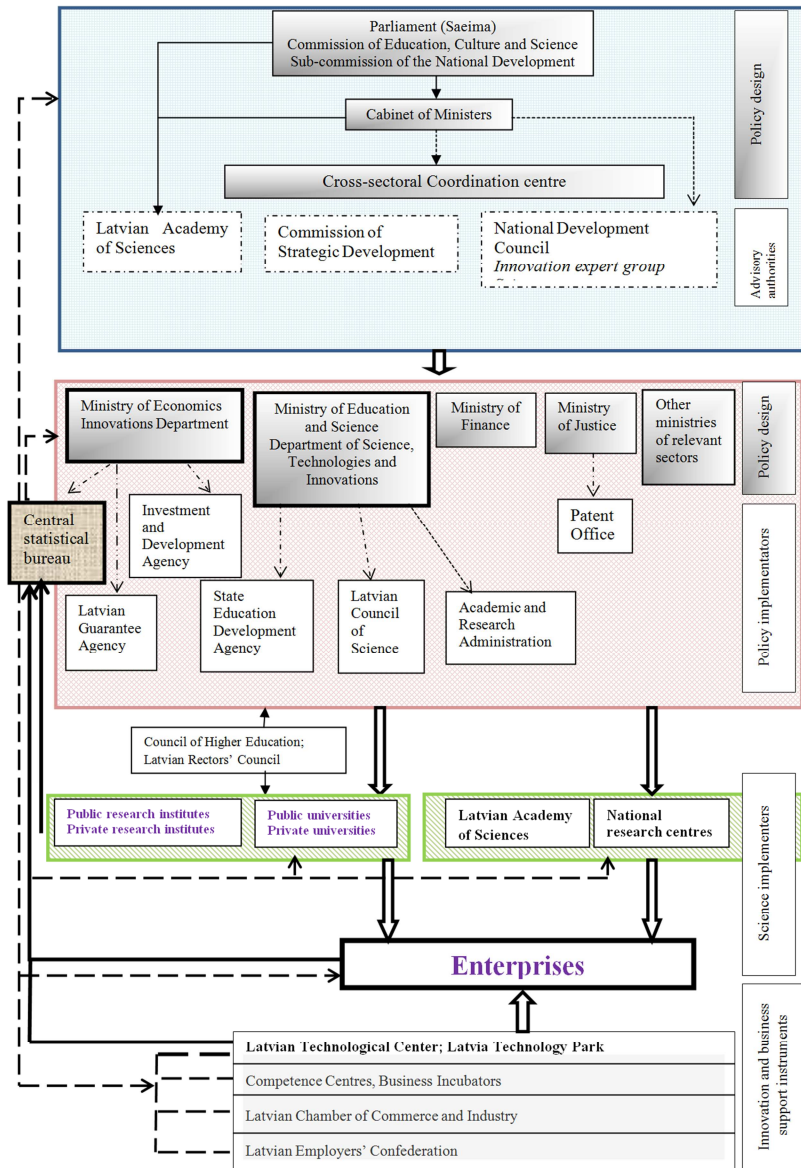 Parliament (Saeima)
Commission of Education, Culture and Science
Sub-commission of the National Development
Cabinet of Ministers
Cross-sectoral Coordination centre
Policy design
Latvian Academy
of Sciences
Commission of
Strategic Development
National Development
Council
Innovation expert group
Advisory
authorities
Ministry of Economics
Innovations Department
Ministry of Education
and Science
Department of Science,
Technologies and
Innovations
Ministry of
Finance
Ministry of
Justice
Other
ministries of
relevant
sectors
Policy design
Central
statistical
bureau
Investment and
Development
Agency
Patent
Office
Latvian
Guarantee
Agency
State
Education
Development
Agency
Latvian
Council
of
Science
Academic and
Research
Administration
Policy implementators
Council of Higher Education;
Latvian Rectors' Council
Public research institutes
Private research institutes
Public universities
Private universities
Latvian Academy
of Sciences
National
research centres
Science implementers
Enterprises
Latvian Technological Center; Latvia Technology Park
Competence Centres, Business Incubators
Latvian Chamber of Commerce and Industry
Latvian Employers' Confederation
Innovation and business
support instruments